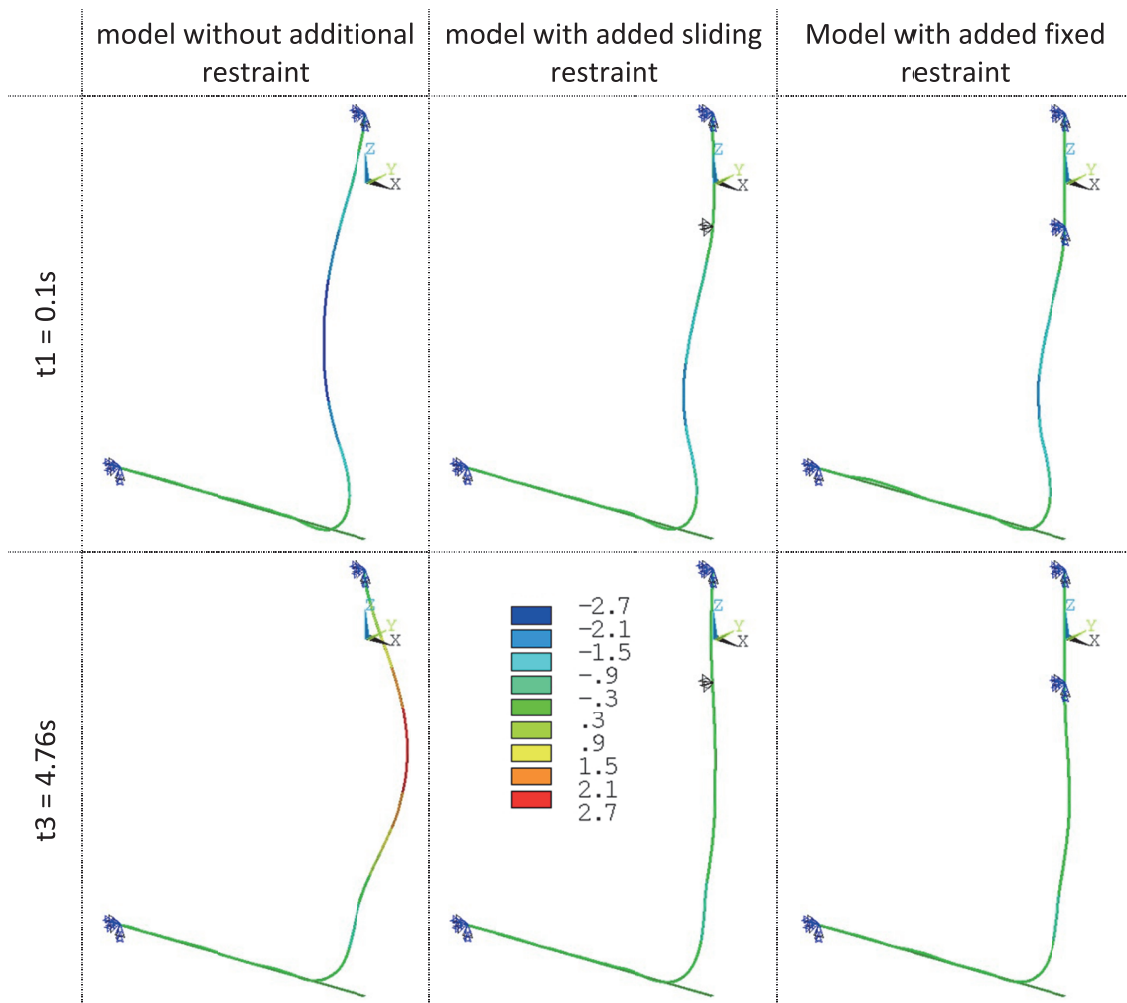 model without additional
restraint
model with added sliding
restraint
Model with added fixed
restraint
t1 = 0.1s
Z
Y
X
Z
Y
X
Z
Y
X
t3 = 4.76s
Z
Y
X
Z
Y
X
-2.7
-2.1
-1.5
-.9
-.3
.3
.9
1.5
2.1
2.7
Z
Y
X